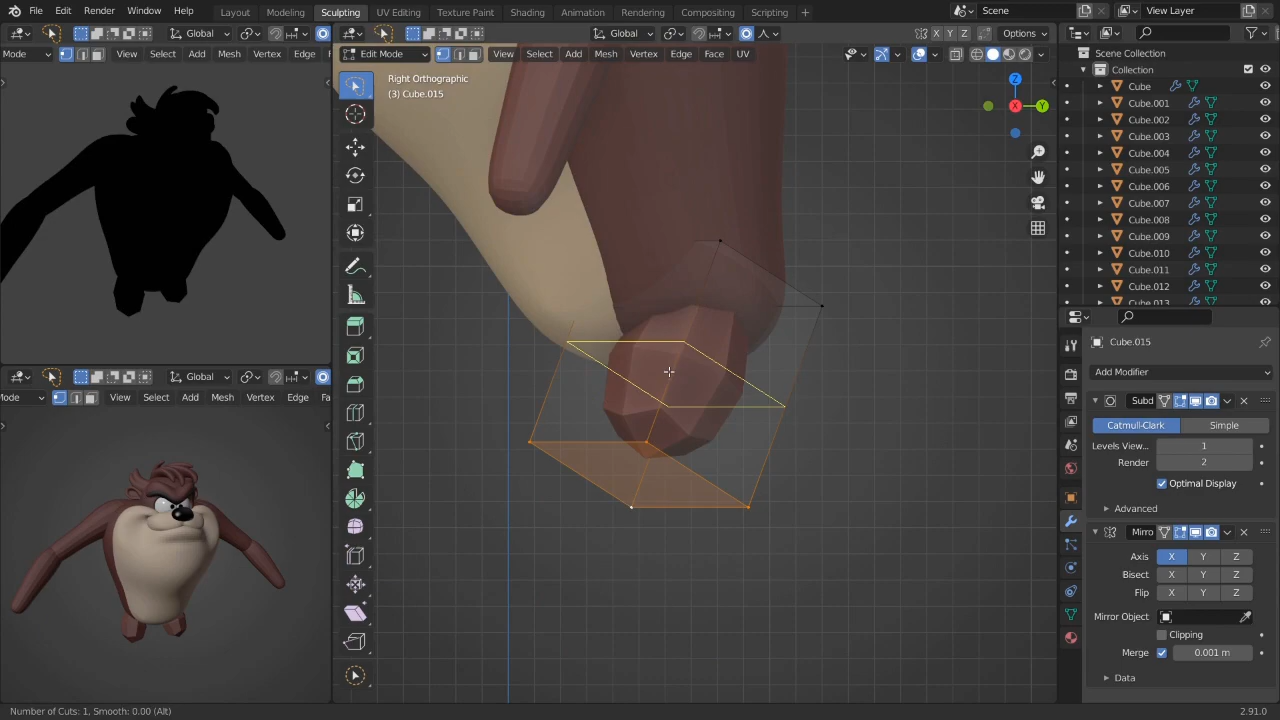 File Edit Render Window Help Layout Modeling Sculpting UV Editing Texture Paint Shading Animation Rendering Compositing Scripting + Scene View Layer
Global Global Options
Mode View Select Add Mesh Vertex Edge Edit Mode View Select Add Mesh Vertex Edge Face UV
X Y Z
Scene Collection
Collection
Cube
Cube.001
Cube.002
Cube.003
Cube.004
Cube.005
Cube.006
Cube.007
Cube.008
Cube.009
Cube.010
Cube.011
Cube.012
Cube.013
Right Orthographic
(3) Cube.015
Z
X
Y
Cube.015
Add Modifier
Subd
Catmull-Clark Simple
Levels View... 1
Render 2
Optimal Display
Advanced
Mirro
Axis X Y Z
Bisect X Y Z
Flip X Y Z
Mirror Object
Clipping
Merge 0.001 m
Data
Global
Mode View Select Add Mesh Vertex Edge Fa
Number of Cuts: 1, Smooth: 0.00 (Alt) 2.91.0